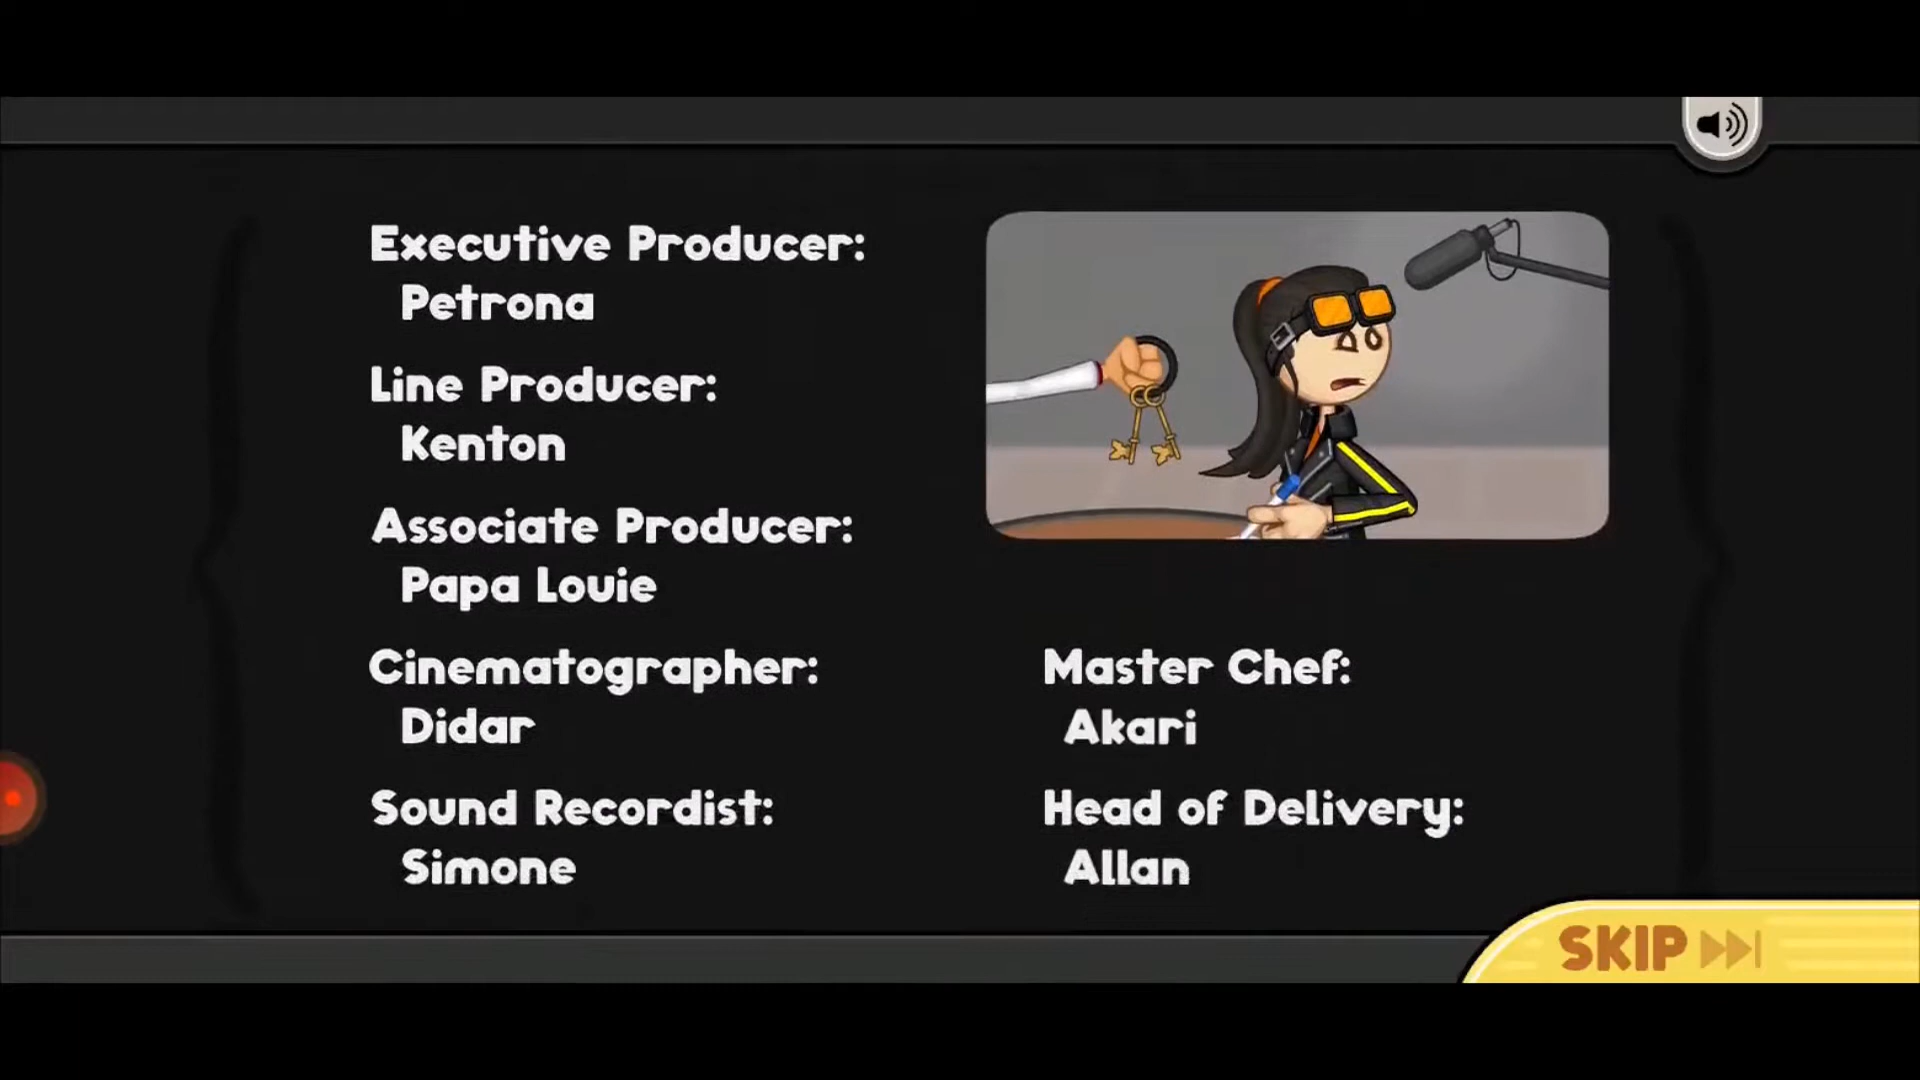 Executive Producer:
Petrona
Line Producer:
Kenton
Associate Producer:
Papa Louie
Cinematographer:
Didar
Sound Recordist:
Simone
Master Chef:
Akari
Head of Delivery:
Allan
SKIP